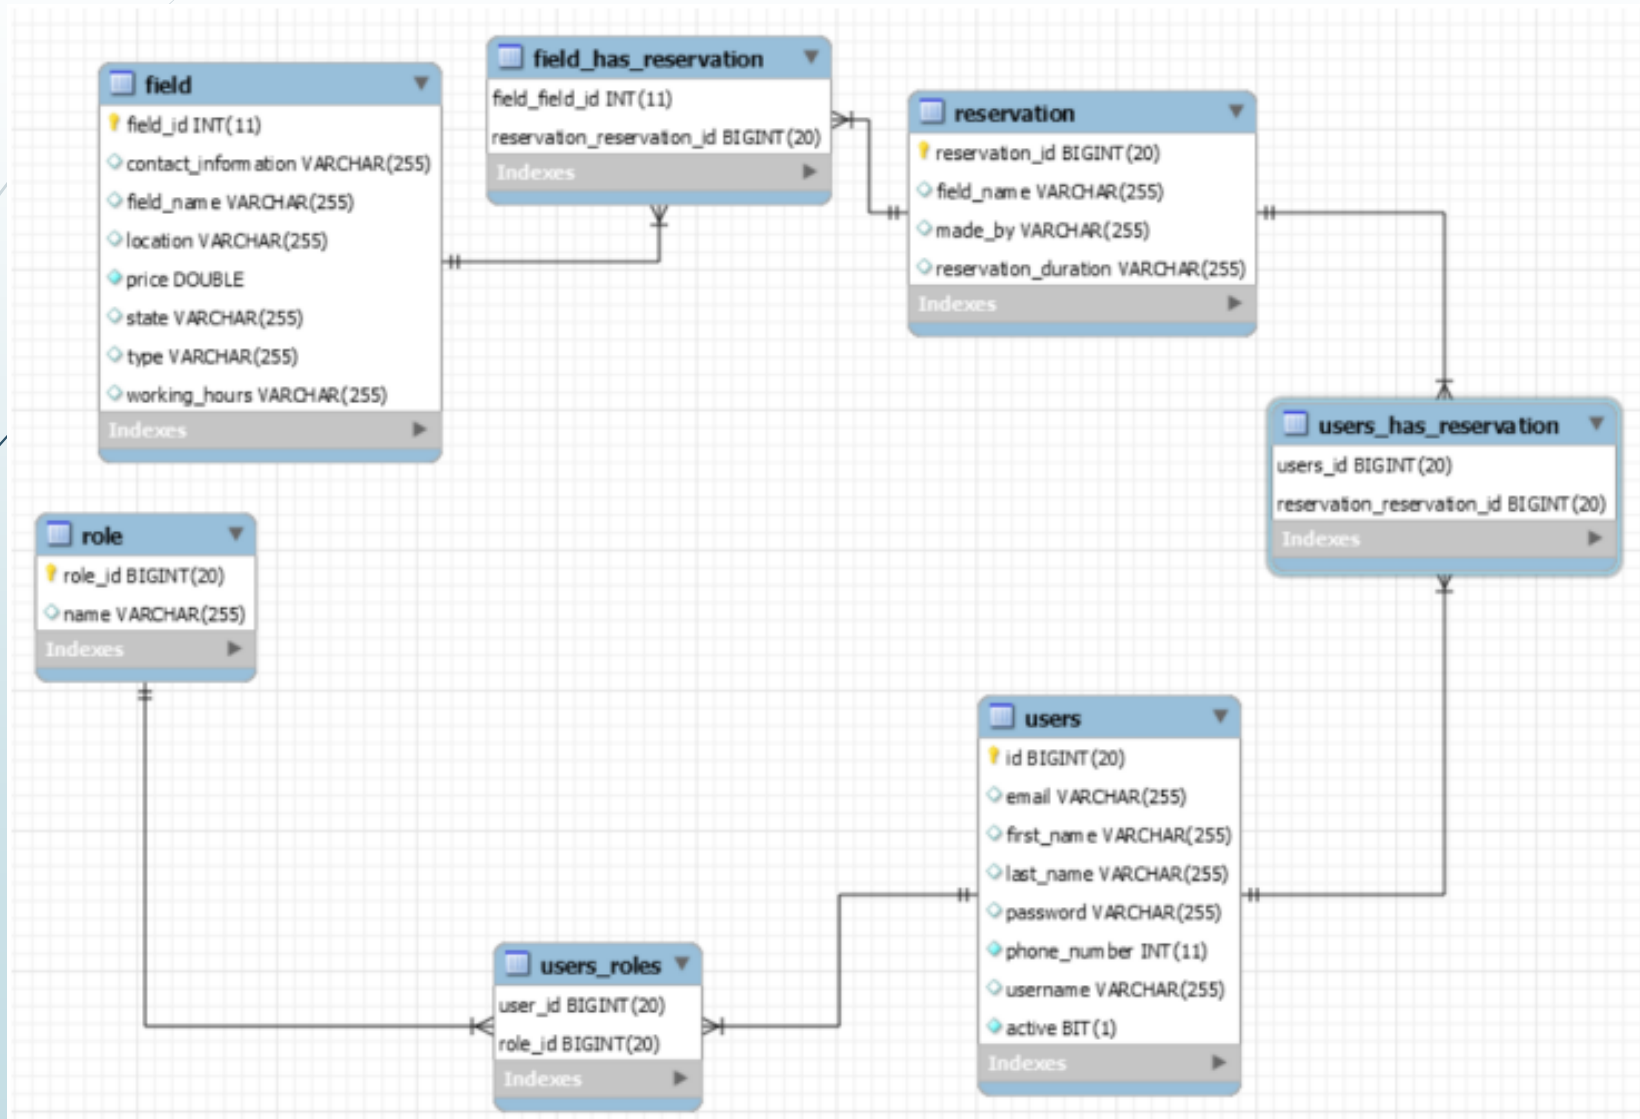 field
field_id INT(11)
contact_information VARCHAR(255)
field_name VARCHAR(255)
location VARCHAR(255)
price DOUBLE
state VARCHAR(255)
type VARCHAR(255)
working_hours VARCHAR(255)
Indexes
field_has_reservation
field_field_id INT(11)
reservation_reservation_id BIGINT(20)
Indexes
reservation
reservation_id BIGINT(20)
field_name VARCHAR(255)
made_by VARCHAR(255)
reservation_duration VARCHAR(255)
Indexes
users_has_reservation
users_id BIGINT(20)
reservation_reservation_id BIGINT(20)
Indexes
role
role_id BIGINT(20)
name VARCHAR(255)
Indexes
users
id BIGINT(20)
email VARCHAR(255)
first_name VARCHAR(255)
last_name VARCHAR(255)
password VARCHAR(255)
phone_number INT(11)
username VARCHAR(255)
active BIT(1)
Indexes
users_roles
user_id BIGINT(20)
role_id BIGINT(20)
Indexes